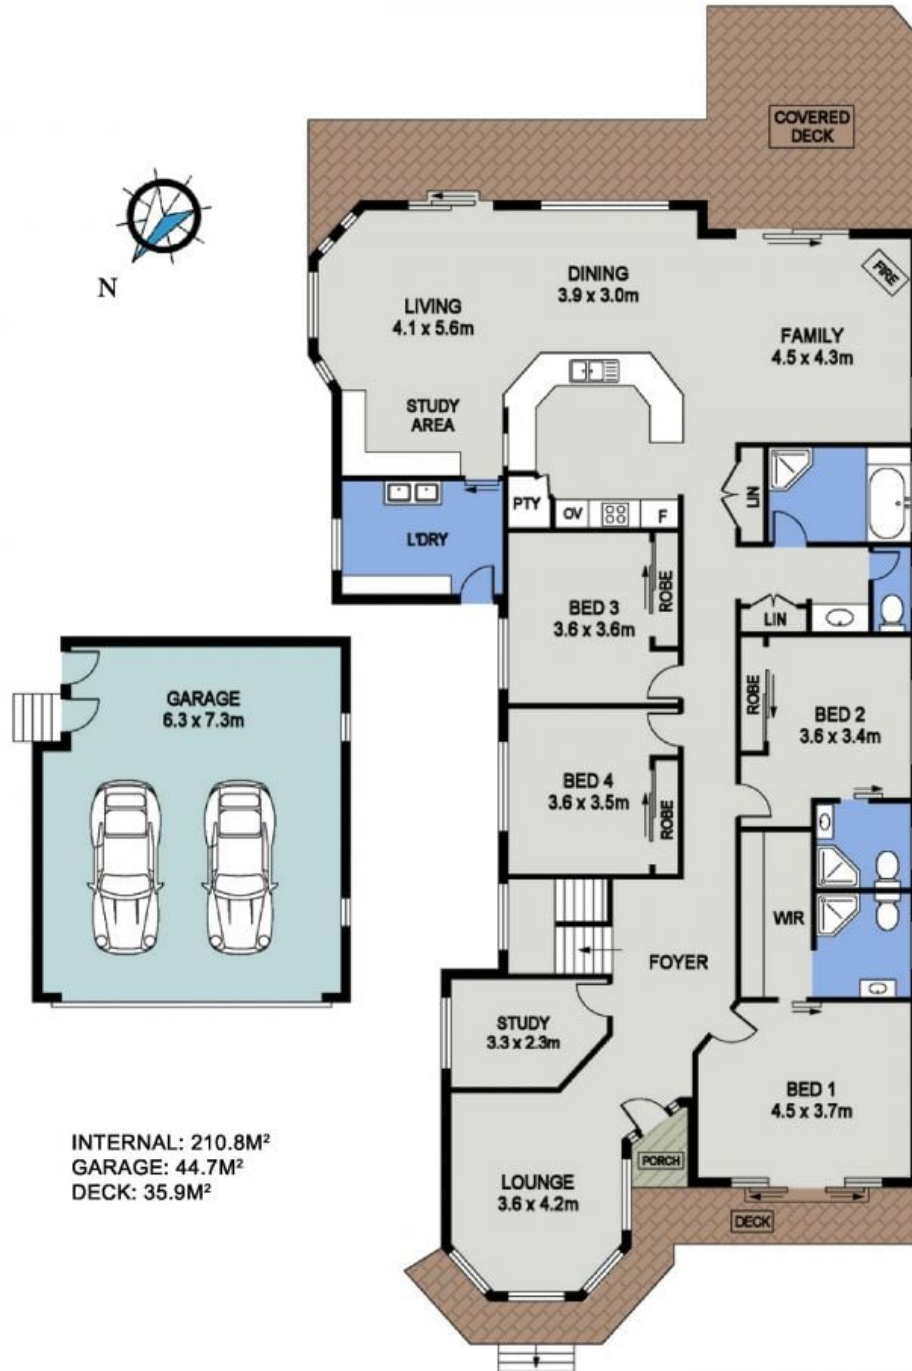 COVERED
DECK
N
FIRE
DINING
3.9 x 3.0m
LIVING
4.1 x 5.6m
FAMILY
4.5 x 4.3m
STUDY
AREA
PTY
OV
F
LIN
L'DRY
BED 3
3.6 x 3.6m
ROBE
LIN
GARAGE
6.3 x 7.3m
ROBE
BED 2
3.6 x 3.4m
BED 4
3.6 x 3.5m
ROBE
WIR
FOYER
STUDY
3.3 x 2.3m
BED 1
4.5 x 3.7m
INTERNAL: 210.8M²
GARAGE: 44.7M²
DECK: 35.9M²
PORCH
LOUNGE
3.6 x 4.2m
DECK